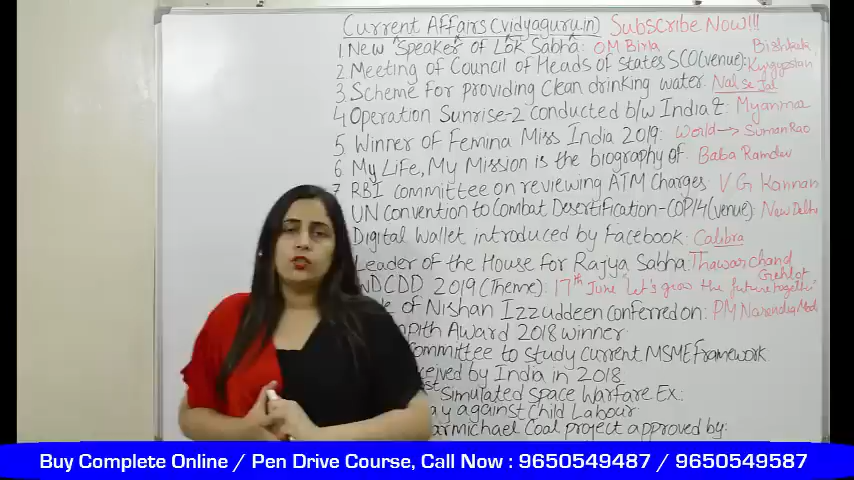 Current Affairs (vidyaguru.in) Subscribe Now!!!
1 New Speaker of Lok Sabha: OM Birla
2 Meeting of Council of Heads of states SCO(venue): Bishkek, Kyrgyzstan
3 Scheme for providing clean drinking water. Nal se Jal
4 Operation Sunrise-2 conducted b/w India & Myanmar
5 Winner of Femina Miss India 2019: World → Suman Rao
6 My Life, My Mission is the biography of Baba Ramdev
7 RBI committee on reviewing ATM Charges V G Kannan
UN convention to Combat Desertification-COP14(venue): New Delhi
Digital Wallet introduced by Facebook: Calibra
Leader of the House for Rajya Sabha: Thawar chand Gehlot
WDCDD 2019 (Theme): 17th June "Let's grow the future together"
of Nishan Izzuddeen conferred on: PM Narendra Modi
Award 2018 winner
committee to study current MSME framework
by India in 2018
simulated space Warfare Ex:
against Child Labour
Coal project approved by:
Buy Complete Online / Pen Drive Course, Call Now : 9650549487 / 9650549587